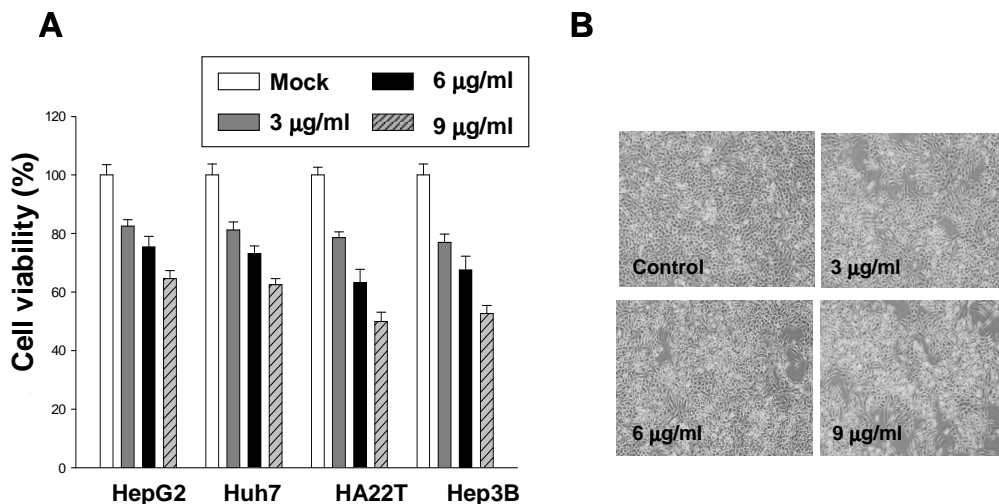 A
B
Mock
6 µg/ml
3 µg/ml
9 µg/ml
Cell viability (%)
120
100
80
60
40
20
0
HepG2 Huh7 HA22T Hep3B
Control
3 µg/ml
6 µg/ml
9 µg/ml